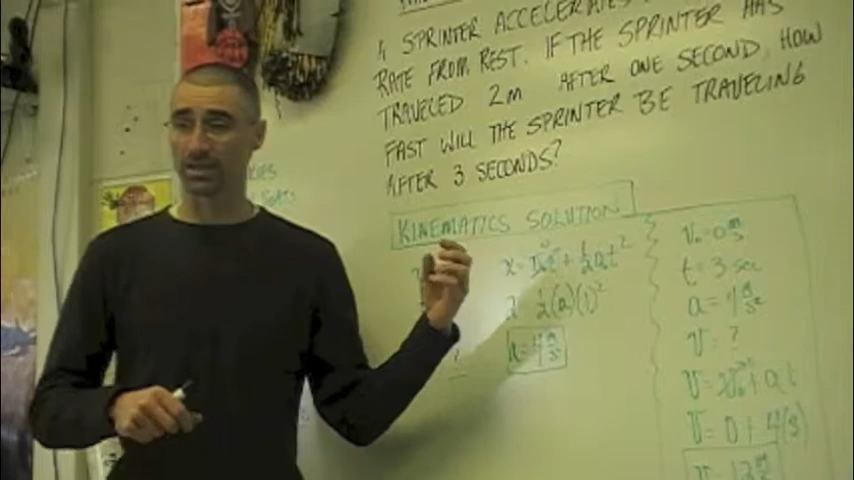 A SPRINTER ACCELERATES
RATE FROM REST. IF THE SPRINTER HAS
TRAVELED 2m AFTER ONE SECOND, HOW
FAST WILL THE SPRINTER BE TRAVELING
AFTER 3 SECONDS?
KINEMATICS SOLUTION
x = V₀t + ½a₀t²
2 ½(a)(1)²
a = 4 m/s²
V₀ = 0 m/s
t = 3 sec
a = 4 m/s²
V = ?
V = V₀ + at
V = 0 + 4(3)
V = 12 m/s